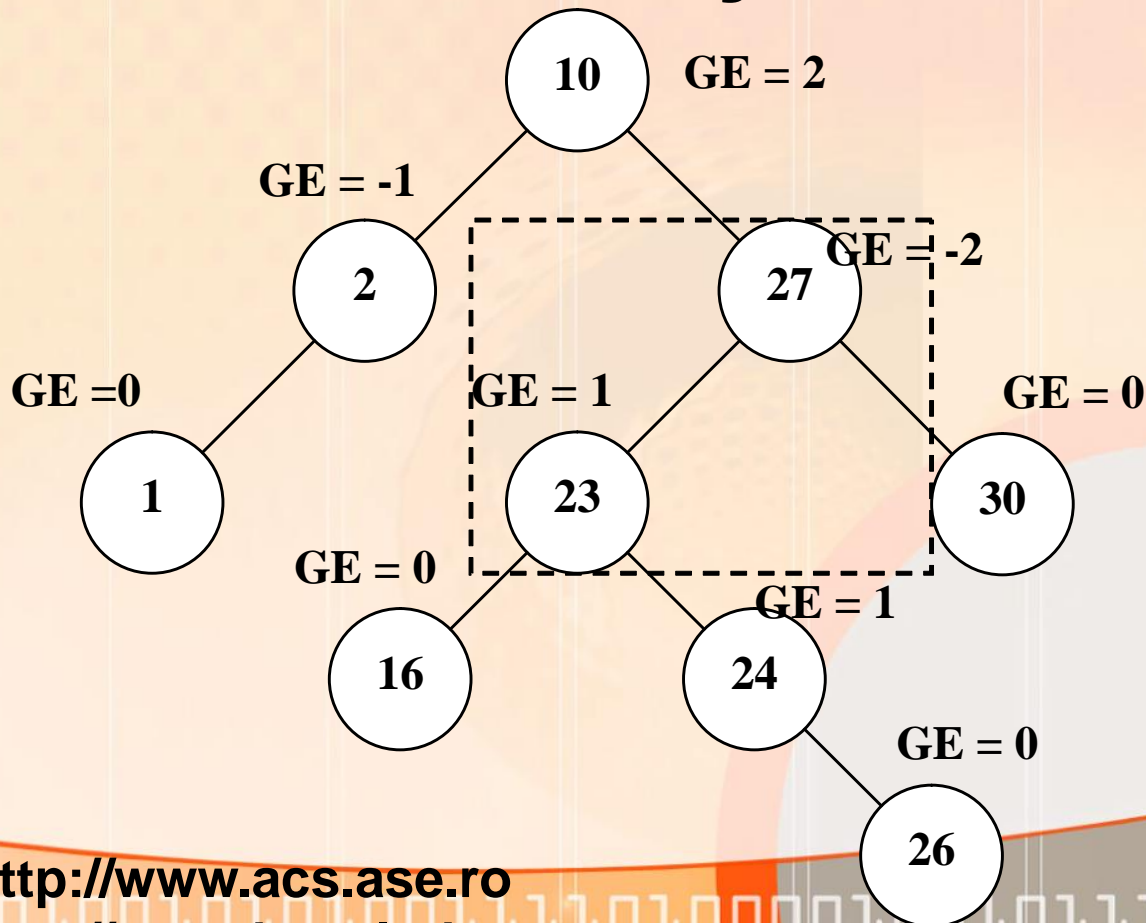 10 GE = 2
GE = -1
2 27 GE = -2
GE =0 GE = 1 GE = 0
1 23 30
GE = 0 GE = 1
16 24
GE = 0
26
ttp://www.acs.ase.ro